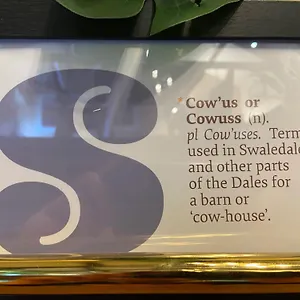 S
Cow'us or
Cowuss (n).
pl Cow'uses. Term
used in Swaledale
and other parts
of the Dales for
a barn or
'cow-house'.